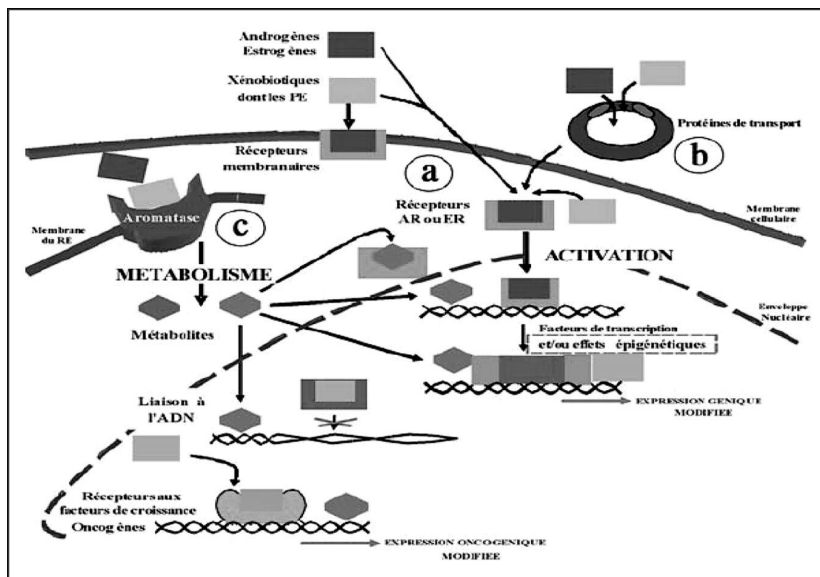 Androgènes
Estrogènes
Xénobiotiques
dont les PE
Protéines de transport
Récepteurs
membranaires
a
b
Récepteurs
AR ou ER
Membrane
cellulaire
Aromatase
c
Membrane
du RE
METABOLISME
ACTIVATION
Métabolites
Enveloppe
Nucléaire
Facteurs de transcription
et/ou effets épigénétiques
Liaison à
l'ADN
EXPRESSION GENIQUE
MODIFIEE
Récepteurs aux
facteurs de croissance
Oncogènes
EXPRESSION ONCOGENIQUE
MODIFIEE